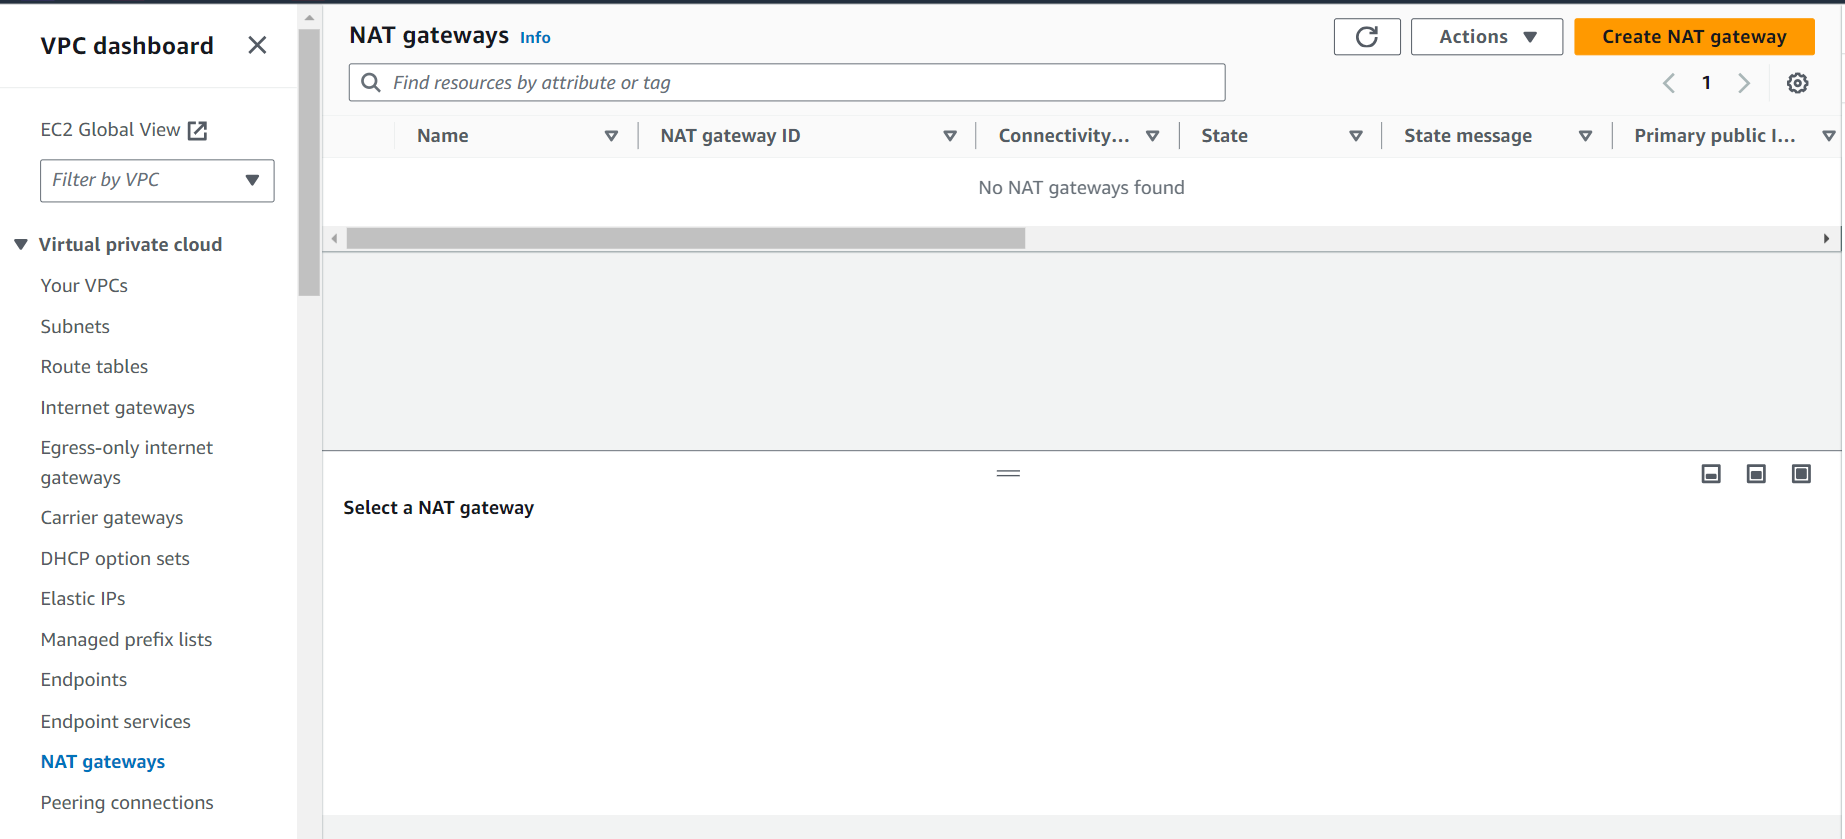 VPC dashboard
EC2 Global View
Filter by VPC
Virtual private cloud
Your VPCs
Subnets
Route tables
Internet gateways
Egress-only internet
gateways
Carrier gateways
DHCP option sets
Elastic IPs
Managed prefix lists
Endpoints
Endpoint services
NAT gateways
Peering connections
NAT gateways Info
Actions
Create NAT gateway
Find resources by attribute or tag
1
Name NAT gateway ID Connectivity... State State message Primary public I...
No NAT gateways found
Select a NAT gateway